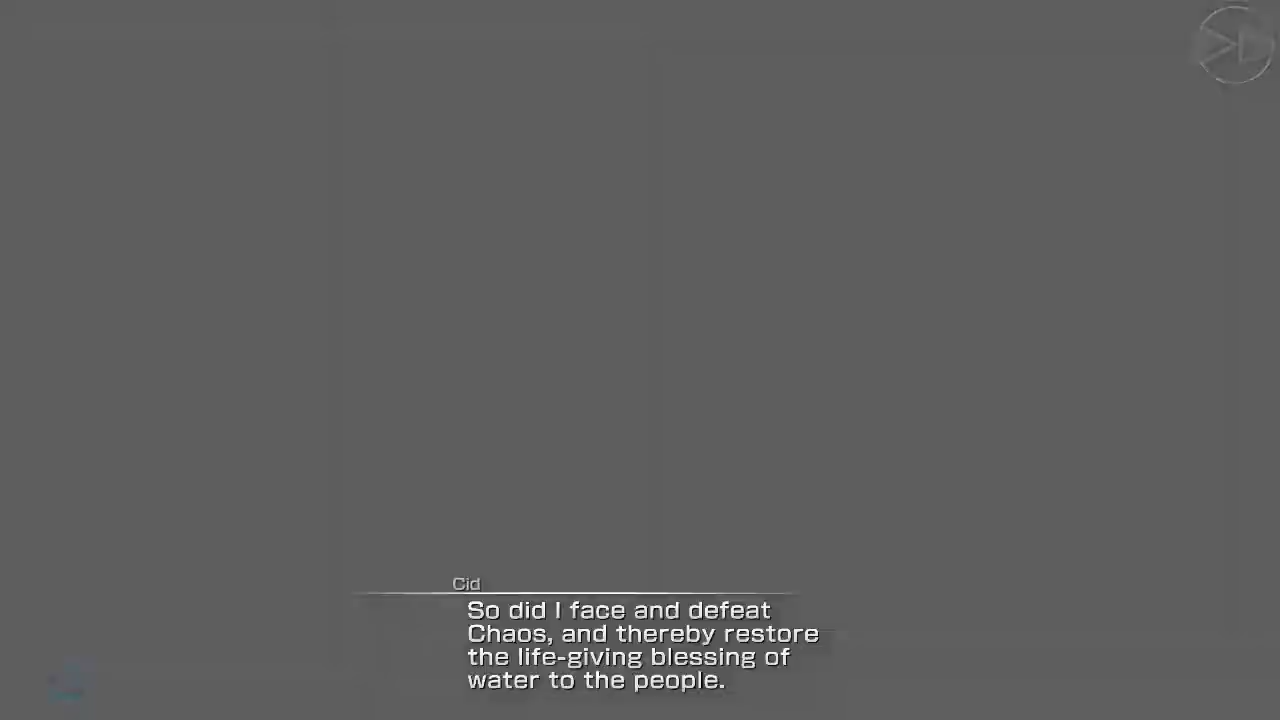 Cid
So did I face and defeat
Chaos, and thereby restore
the life-giving blessing of
water to the people.